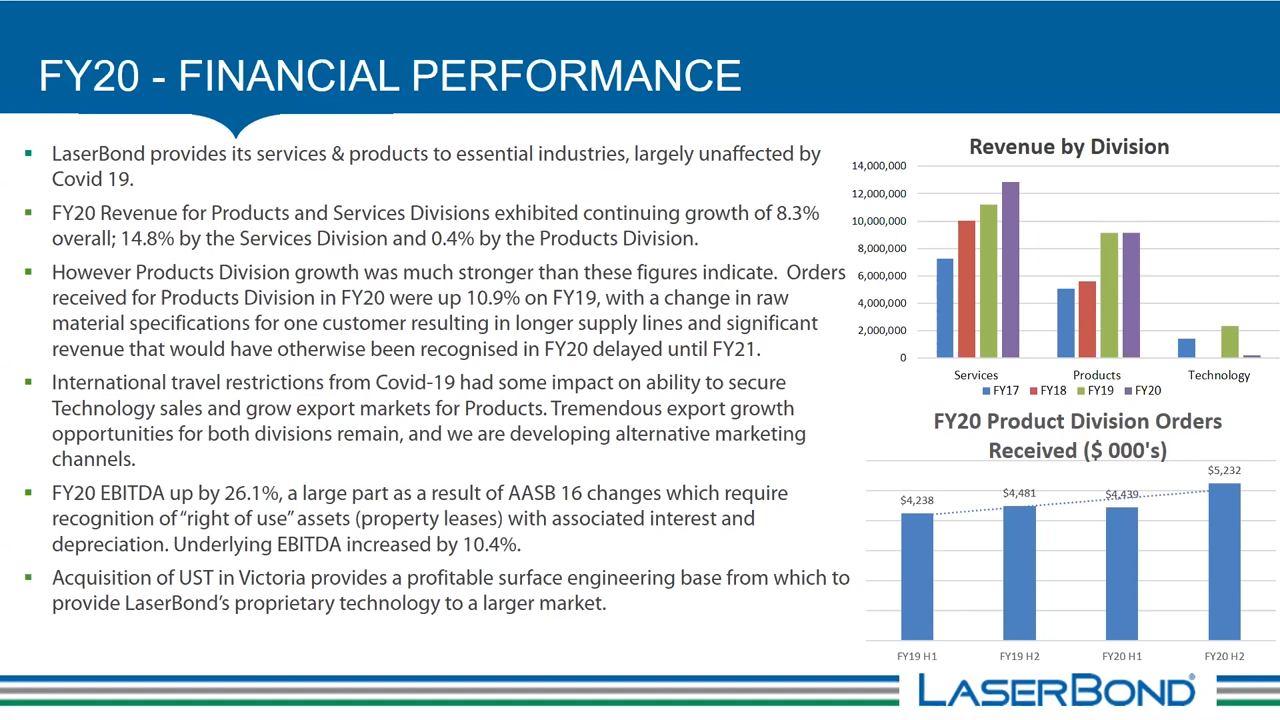 FY20 - FINANCIAL PERFORMANCE
▪ LaserBond provides its services & products to essential industries, largely unaffected by
Covid 19.
▪ FY20 Revenue for Products and Services Divisions exhibited continuing growth of 8.3%
overall; 14.8% by the Services Division and 0.4% by the Products Division.
▪ However Products Division growth was much stronger than these figures indicate. Orders
received for Products Division in FY20 were up 10.9% on FY19, with a change in raw
material specifications for one customer resulting in longer supply lines and significant
revenue that would have otherwise been recognised in FY20 delayed until FY21.
▪ International travel restrictions from Covid-19 had some impact on ability to secure
Technology sales and grow export markets for Products. Tremendous export growth
opportunities for both divisions remain, and we are developing alternative marketing
channels.
▪ FY20 EBITDA up by 26.1%, a large part as a result of AASB 16 changes which require
recognition of “right of use” assets (property leases) with associated interest and
depreciation. Underlying EBITDA increased by 10.4%.
▪ Acquisition of UST in Victoria provides a profitable surface engineering base from which to
provide LaserBond’s proprietary technology to a larger market.
Revenue by Division
14,000,000
12,000,000
10,000,000
8,000,000
6,000,000
4,000,000
2,000,000
0
Services Products Technology
FY17 FY18 FY19 FY20
FY20 Product Division Orders
Received ($ 000's)
$4,238 $4,481 $4,439 $5,232
FY19 H1 FY19 H2 FY20 H1 FY20 H2
LASERBOND®